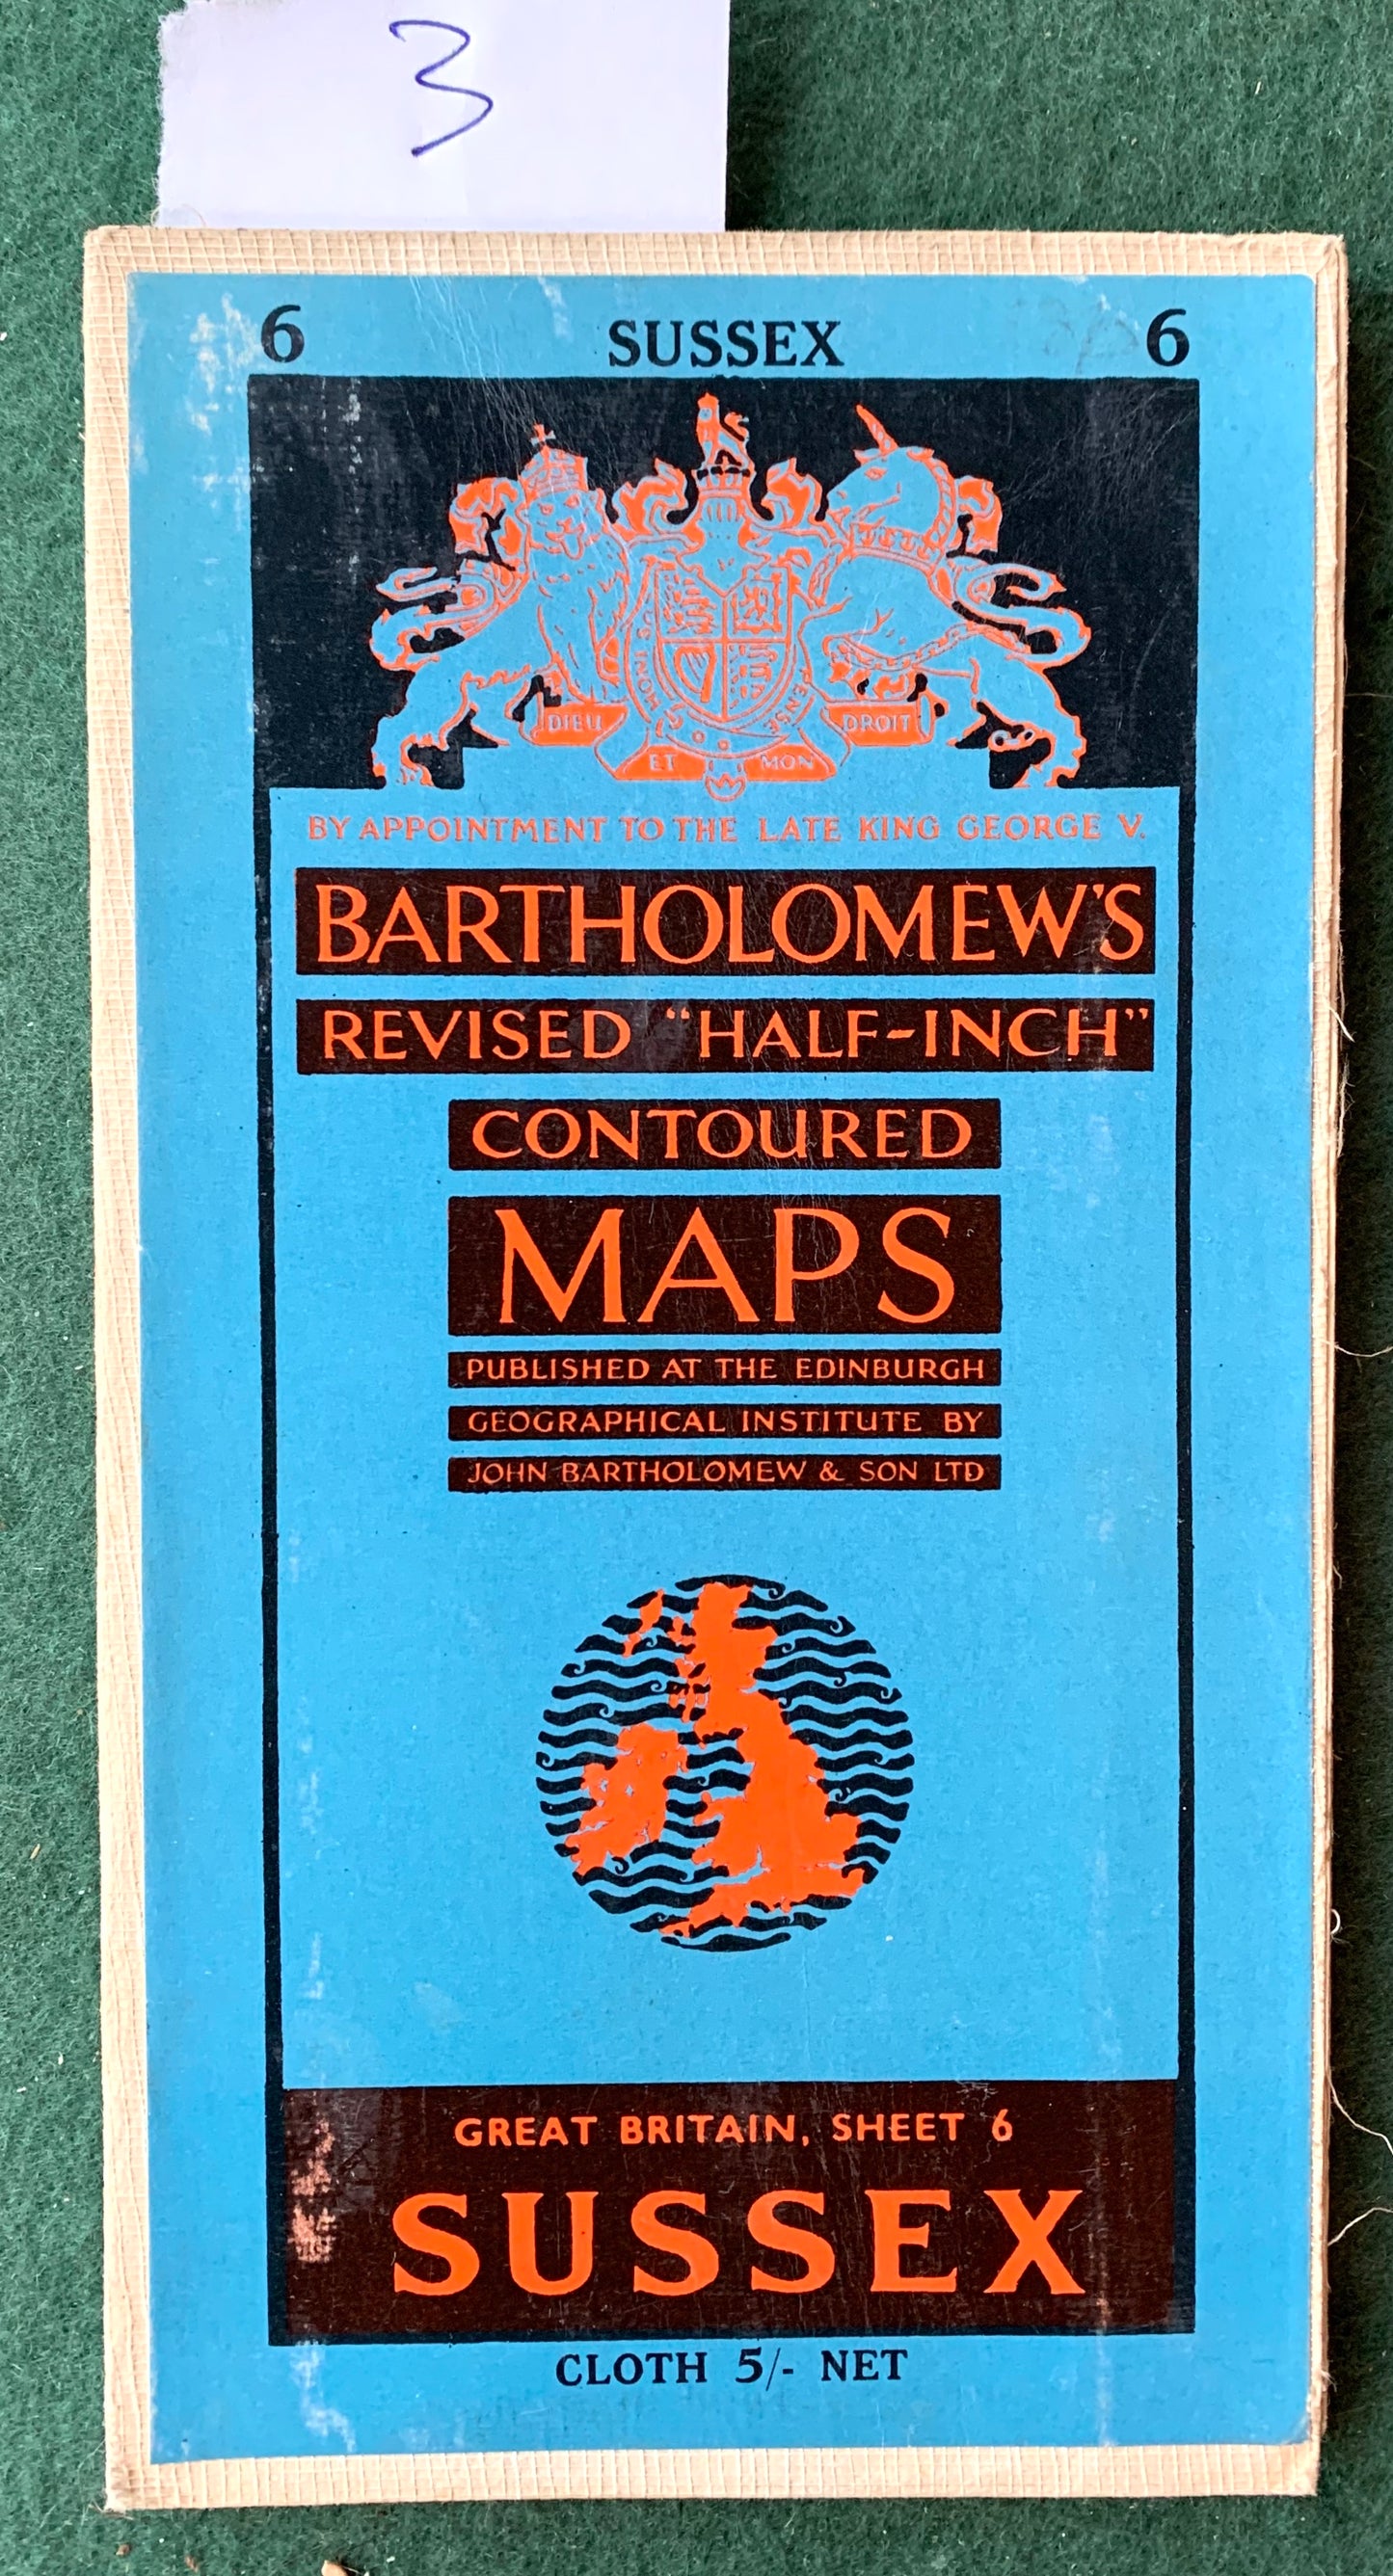 3
6 SUSSEX 6
DIEU ET MON DROIT
BY APPOINTMENT TO THE LATE KING GEORGE V.
BARTHOLOMEW'S
REVISED “HALF-INCH”
CONTOURED
MAPS
PUBLISHED AT THE EDINBURGH
GEOGRAPHICAL INSTITUTE BY
JOHN BARTHOLOMEW & SON LTD
GREAT BRITAIN, SHEET 6
SUSSEX
CLOTH 5/- NET